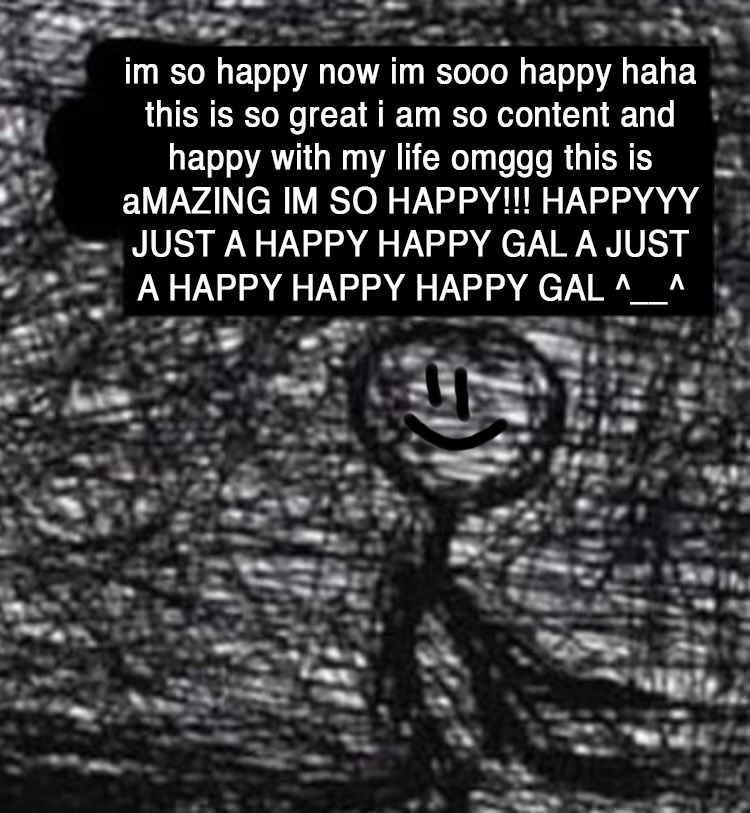 im so happy now im sooo happy haha
this is so great i am so content and
happy with my life omggg this is
aMAZING IM SO HAPPY!!! HAPPYYY
JUST A HAPPY HAPPY GAL A JUST
A HAPPY HAPPY HAPPY GAL ^__^